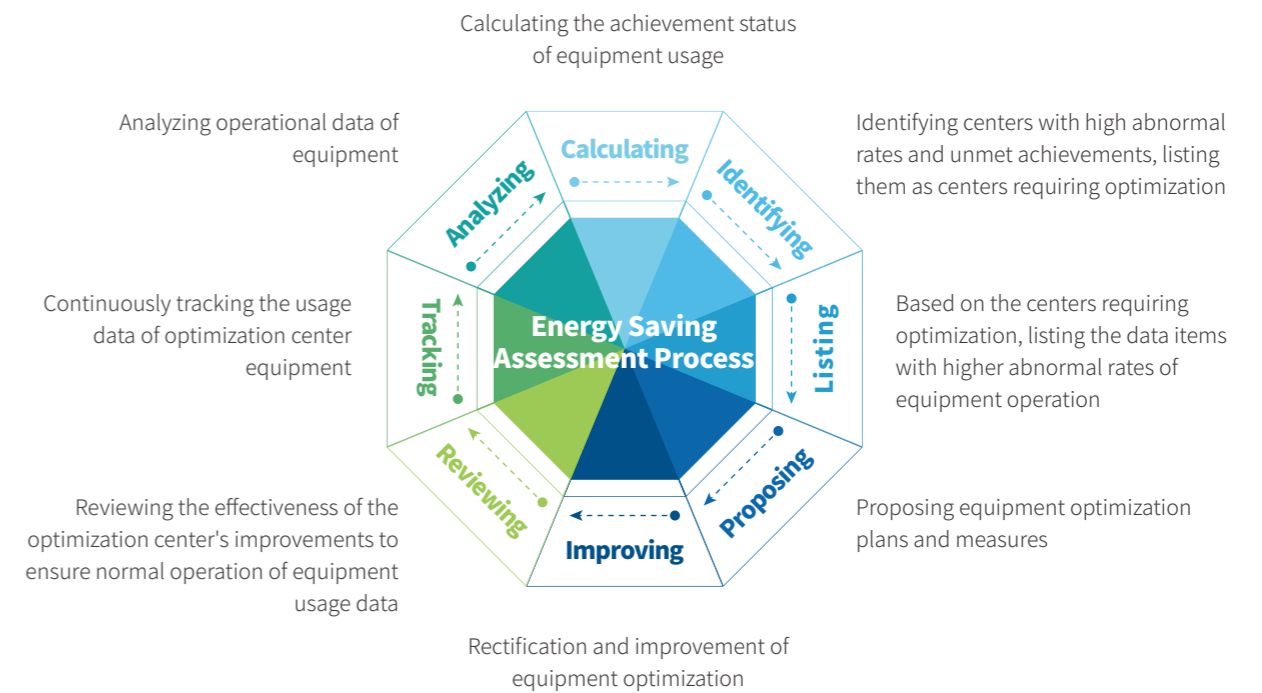 Calculating the achievement status
of equipment usage
Calculating
Identifying centers with high abnormal
rates and unmet achievements, listing
them as centers requiring optimization
Identifying
Based on the centers requiring
optimization, listing the data items
with higher abnormal rates of
equipment operation
Listing
Proposing equipment optimization
plans and measures
Proposing
Improving
Rectification and improvement of
equipment optimization
Reviewing
Reviewing the effectiveness of the
optimization center's improvements to
ensure normal operation of equipment
usage data
Tracking
Continuously tracking the usage
data of optimization center
equipment
Analyzing
Analyzing operational data of
equipment
Energy Saving
Assessment Process